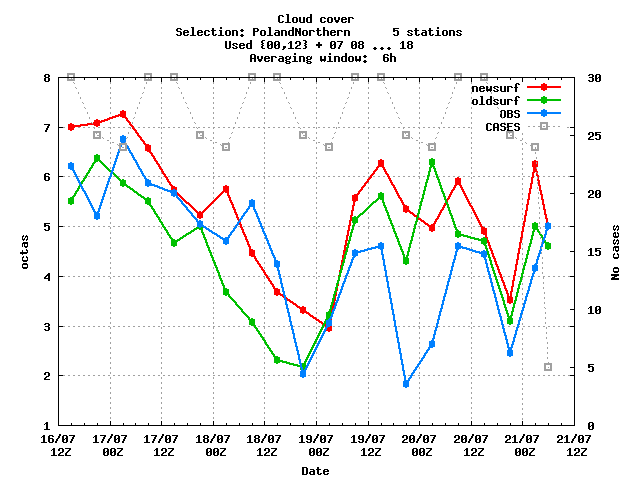 Cloud cover
Selection: PolandNorthern 5 stations
Used {00,12} + 07 08 ... 18
Averaging window: 6h
newsurf
oldsurf
OBS
CASES
8
7
6
5
4
3
2
1
octas
30
25
20
15
10
5
0
No cases
16/07 17/07 17/07 18/07 18/07 19/07 19/07 20/07 20/07 21/07 21/07
12Z 00Z 12Z 00Z 12Z 00Z 12Z 00Z 12Z 00Z 12Z
Date